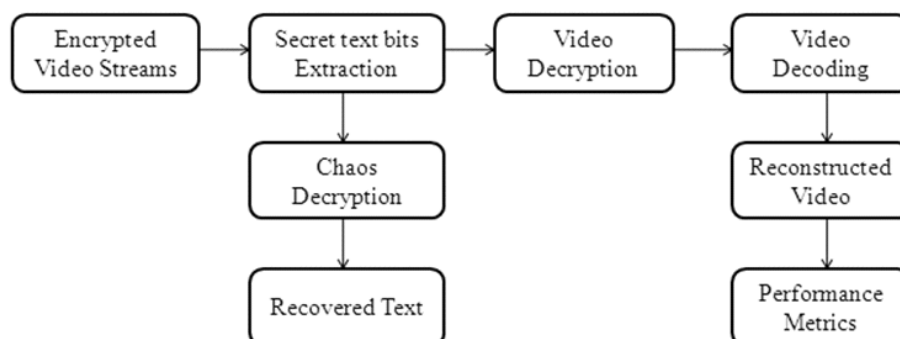 Encrypted
Video Streams
Secret text bits
Extraction
Video
Decryption
Video
Decoding
Chaos
Decryption
Reconstructed
Video
Recovered Text
Performance
Metrics